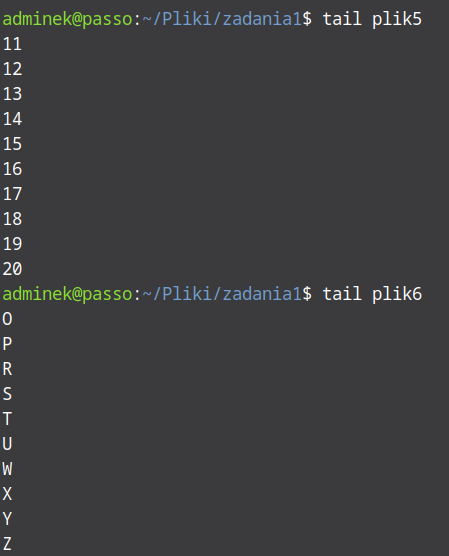 adminek@passo:~/Pliki/zadania1$ tail plik5
11
12
13
14
15
16
17
18
19
20
adminek@passo:~/Pliki/zadania1$ tail plik6
O
P
R
S
T
U
W
X
Y
Z